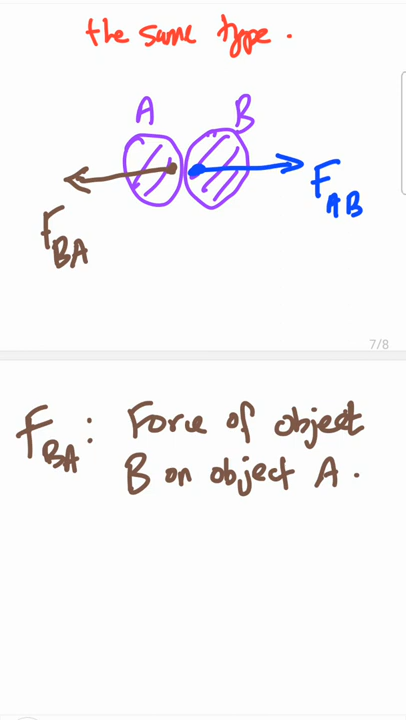 the same type.
A
B
F_BA
F_AB
7/8
F_BA: Force of object
B on object A.